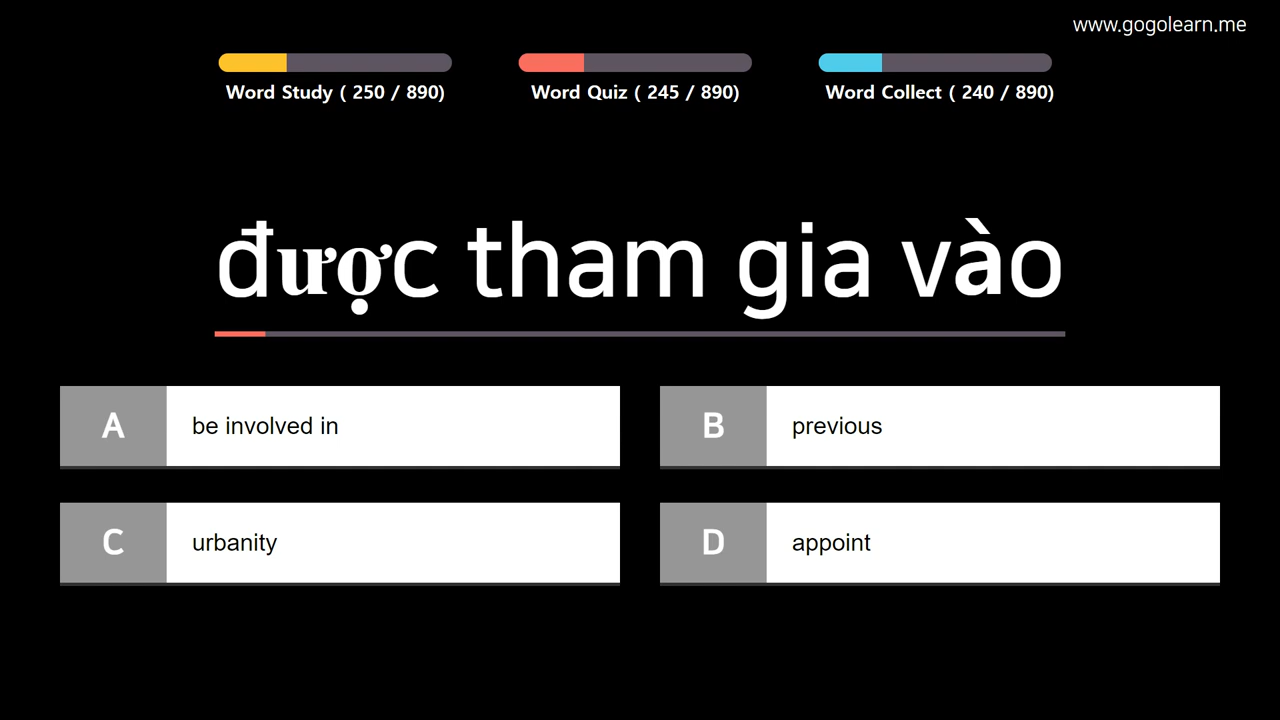 www.gogolearn.me
Word Study ( 250 / 890)
Word Quiz ( 245 / 890)
Word Collect ( 240 / 890)
được tham gia vào
A be involved in
B previous
C urbanity
D appoint